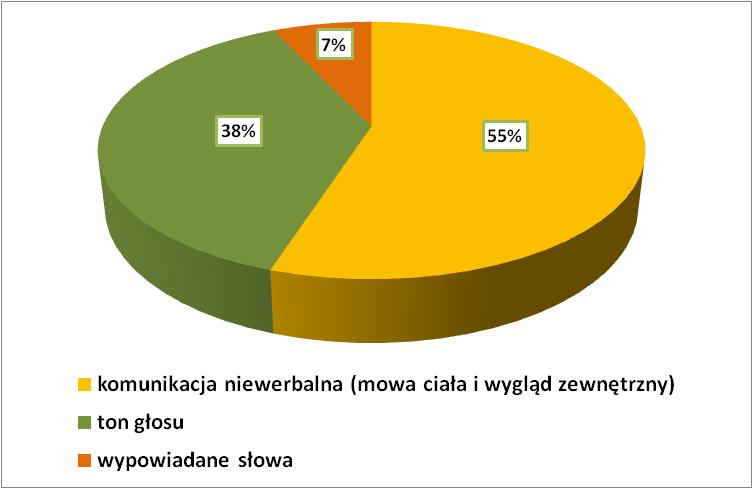 7%
38%
55%
komunikacja niewerbalna (mowa ciała i wygląd zewnętrzny)
ton głosu
wypowiadane słowa